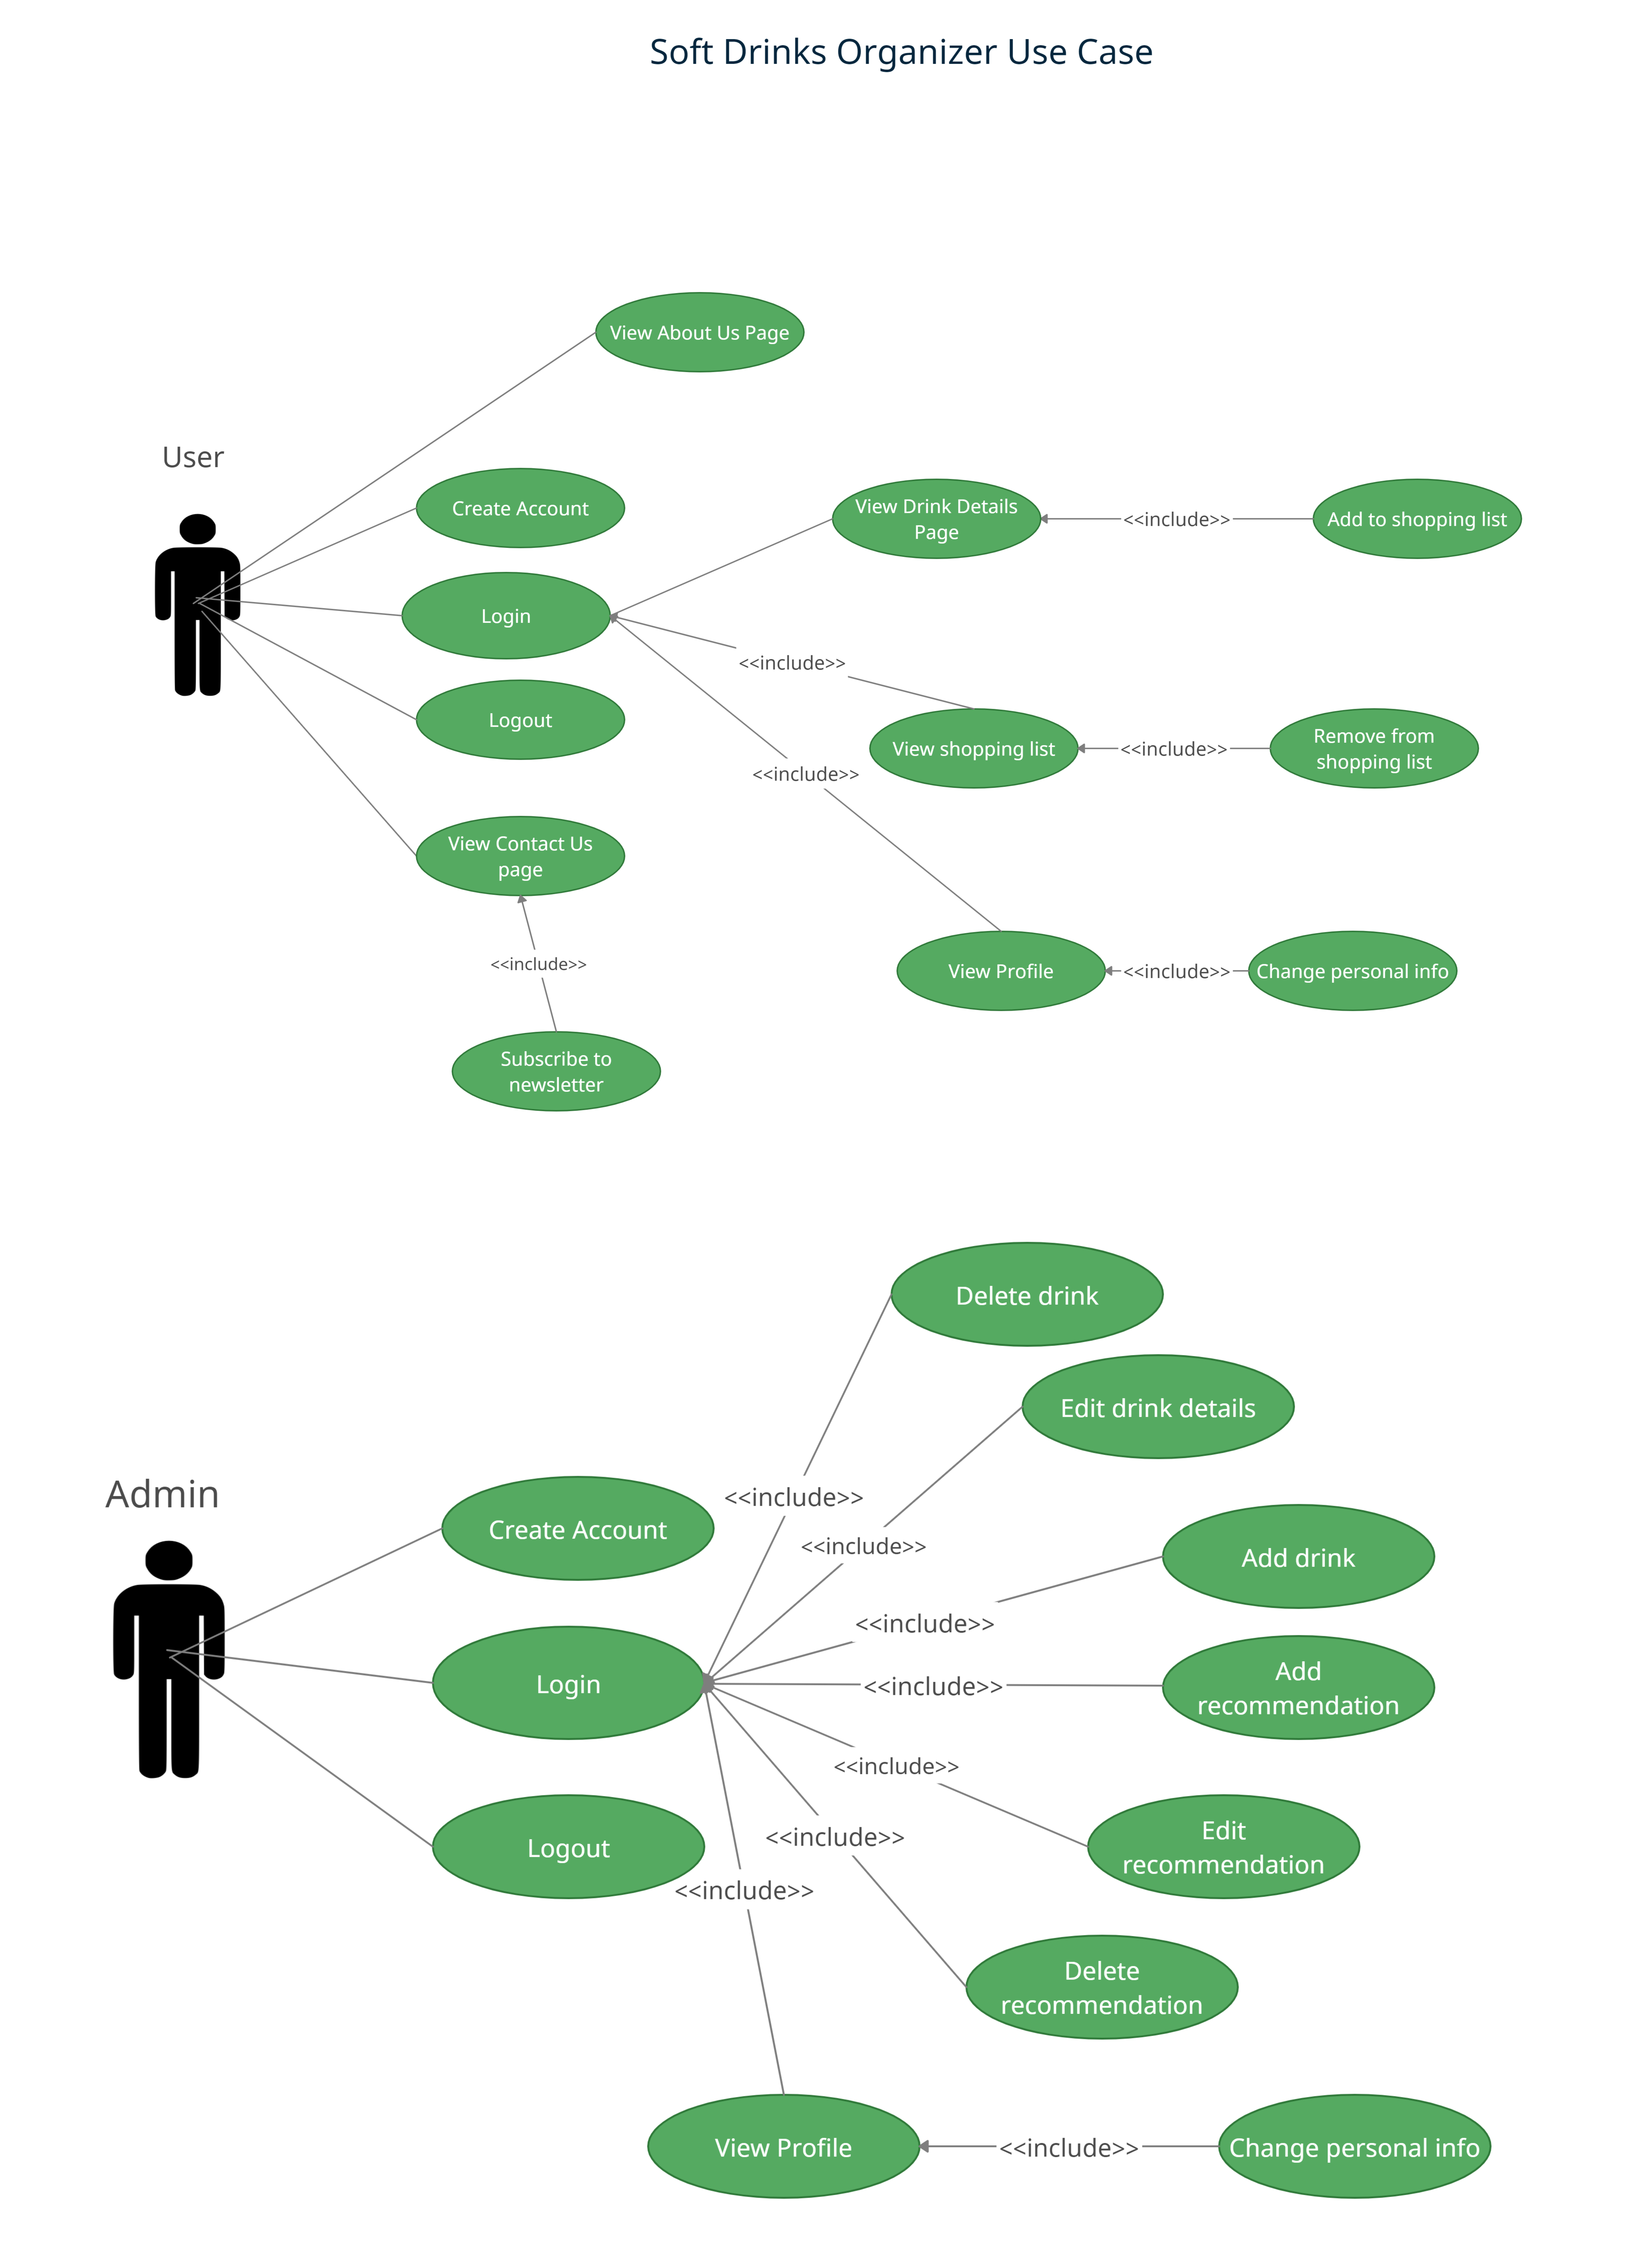 Soft Drinks Organizer Use Case
View About Us Page
User
Create Account
View Drink Details
Page
<<include>>
Add to shopping list
Login
<<include>>
Logout
View shopping list
<<include>>
Remove from
shopping list
<<include>>
View Contact Us
page
<<include>>
View Profile
<<include>>
Change personal info
Subscribe to
newsletter
Delete drink
Edit drink details
Admin
<<include>>
Create Account
<<include>>
Add drink
<<include>>
Login
<<include>>
Add
recommendation
<<include>>
Edit
recommendation
<<include>>
Logout
<<include>>
Delete
recommendation
View Profile
<<include>>
Change personal info